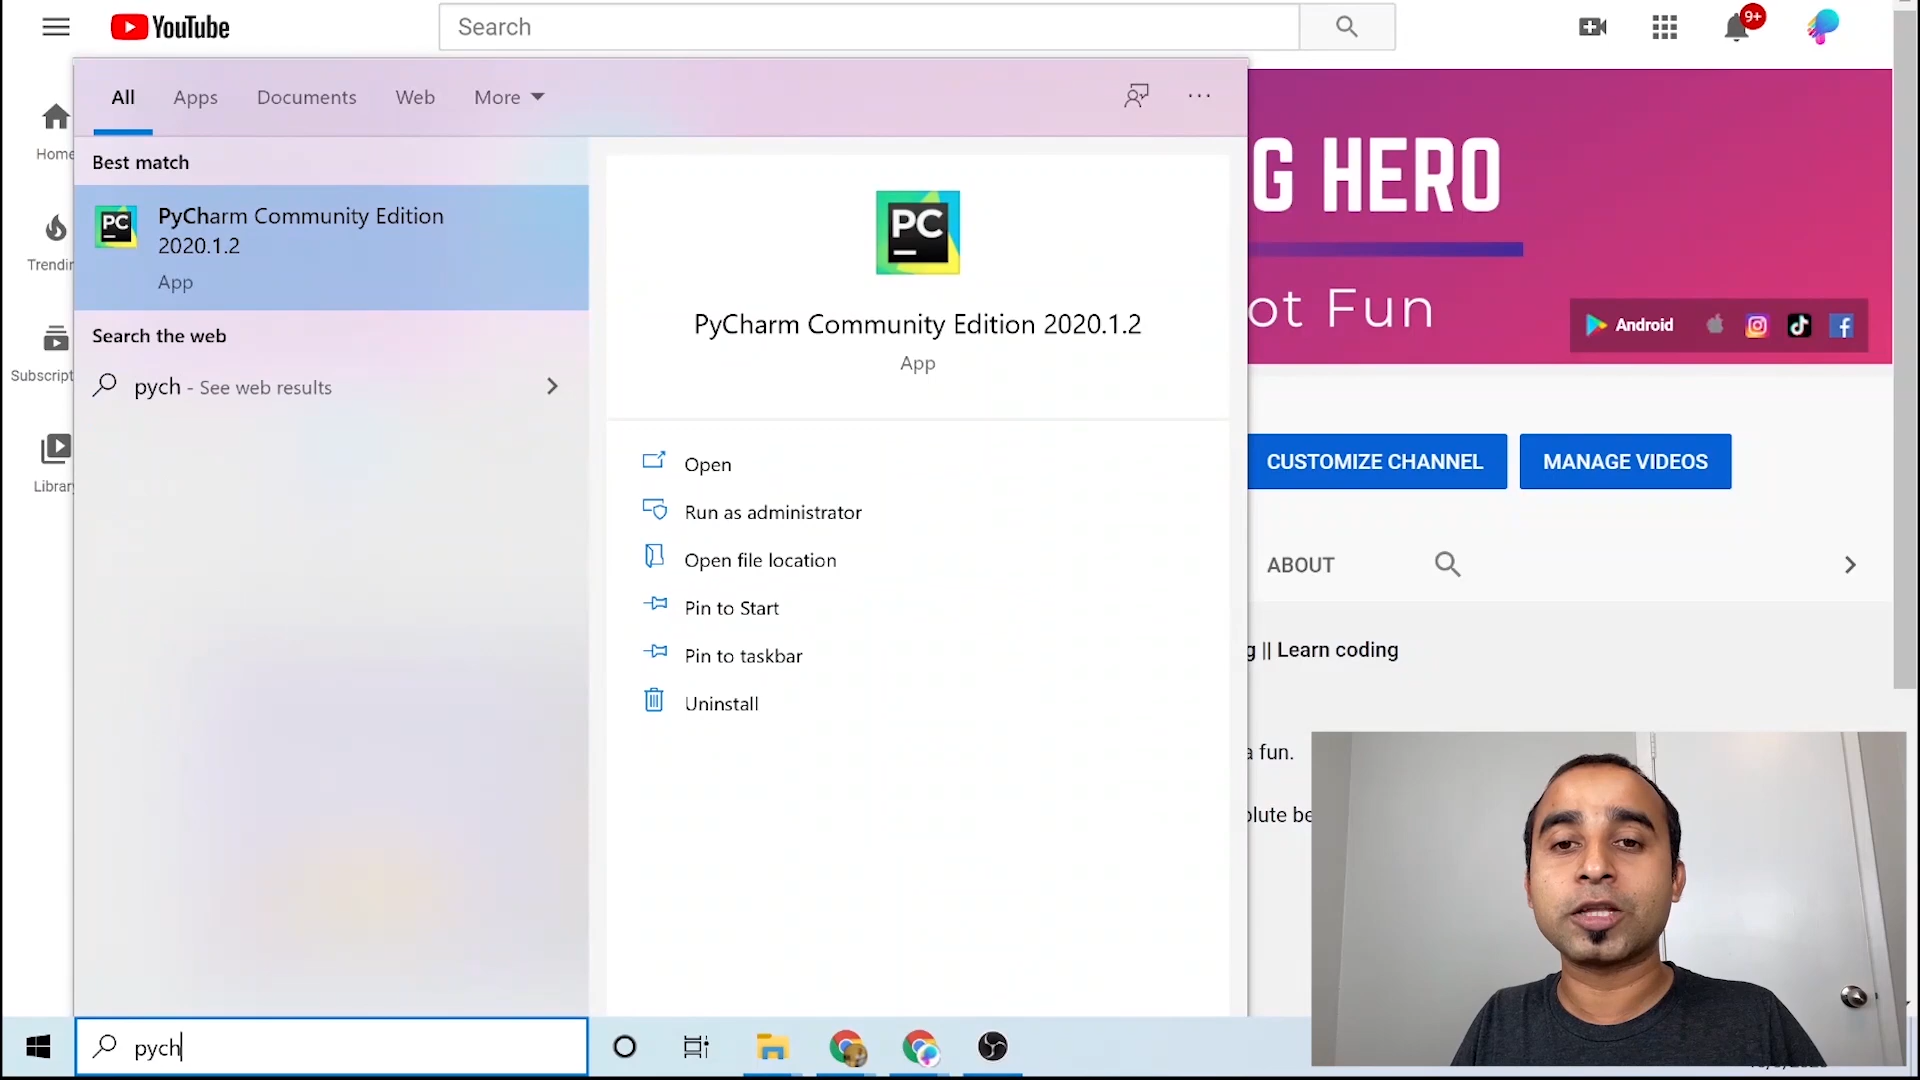 YouTube
Search
9+
All Apps Documents Web More
Home
Best match
PyCharm Community Edition
2020.1.2
App
Trendin
Search the web
pych - See web results
Subscript
Library
PC
PyCharm Community Edition 2020.1.2
App
Open
Run as administrator
Open file location
Pin to Start
Pin to taskbar
Uninstall
G HERO
ot Fun
Android
CUSTOMIZE CHANNEL
MANAGE VIDEOS
ABOUT
g || Learn coding
a fun.
olute be
pych